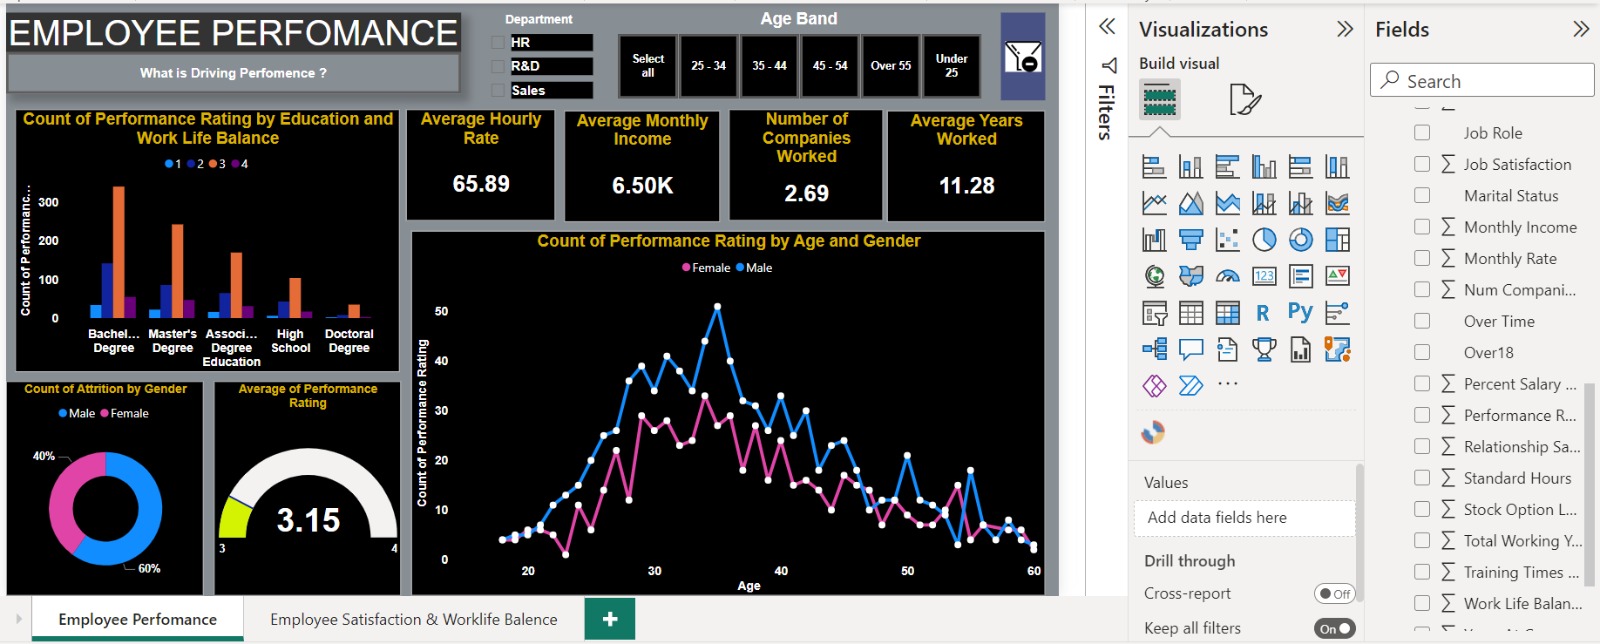 EMPLOYEE PERFOMANCE
What is Driving Perfomence ?
Department
HR
R&D
Sales
Age Band
Select
all
25 - 34
35 - 44
45 - 54
Over 55
Under
25
Count of Performance Rating by Education and
Work Life Balance
1 2 3 4
Count of Performanc...
300
200
100
0
Bachel...
Degree
Master's
Degree
Associ...
Degree
High
School
Doctoral
Degree
Education
Average Hourly
Rate
65.89
Average Monthly
Income
6.50K
Number of
Companies
Worked
2.69
Average Years
Worked
11.28
Count of Attrition by Gender
Male Female
40%
60%
Average of Performance
Rating
3.15
3
4
Count of Performance Rating by Age and Gender
Female Male
Count of Performance Rating
50
40
30
20
10
0
20 30 40 50 60
Age
Employee Perfomance
Employee Satisfaction & Worklife Balence
+
Filters
Visualizations
Build visual
123
R
Py
...
Values
Add data fields here
Drill through
Cross-report
Off
Keep all filters
On
Fields
Search
Job Role
∑ Job Satisfaction
Marital Status
∑ Monthly Income
∑ Monthly Rate
∑ Num Compani...
Over Time
Over18
∑ Percent Salary ...
∑ Performance R...
∑ Relationship Sa...
∑ Standard Hours
∑ Stock Option L...
∑ Total Working Y...
∑ Training Times ...
∑ Work Life Balan...